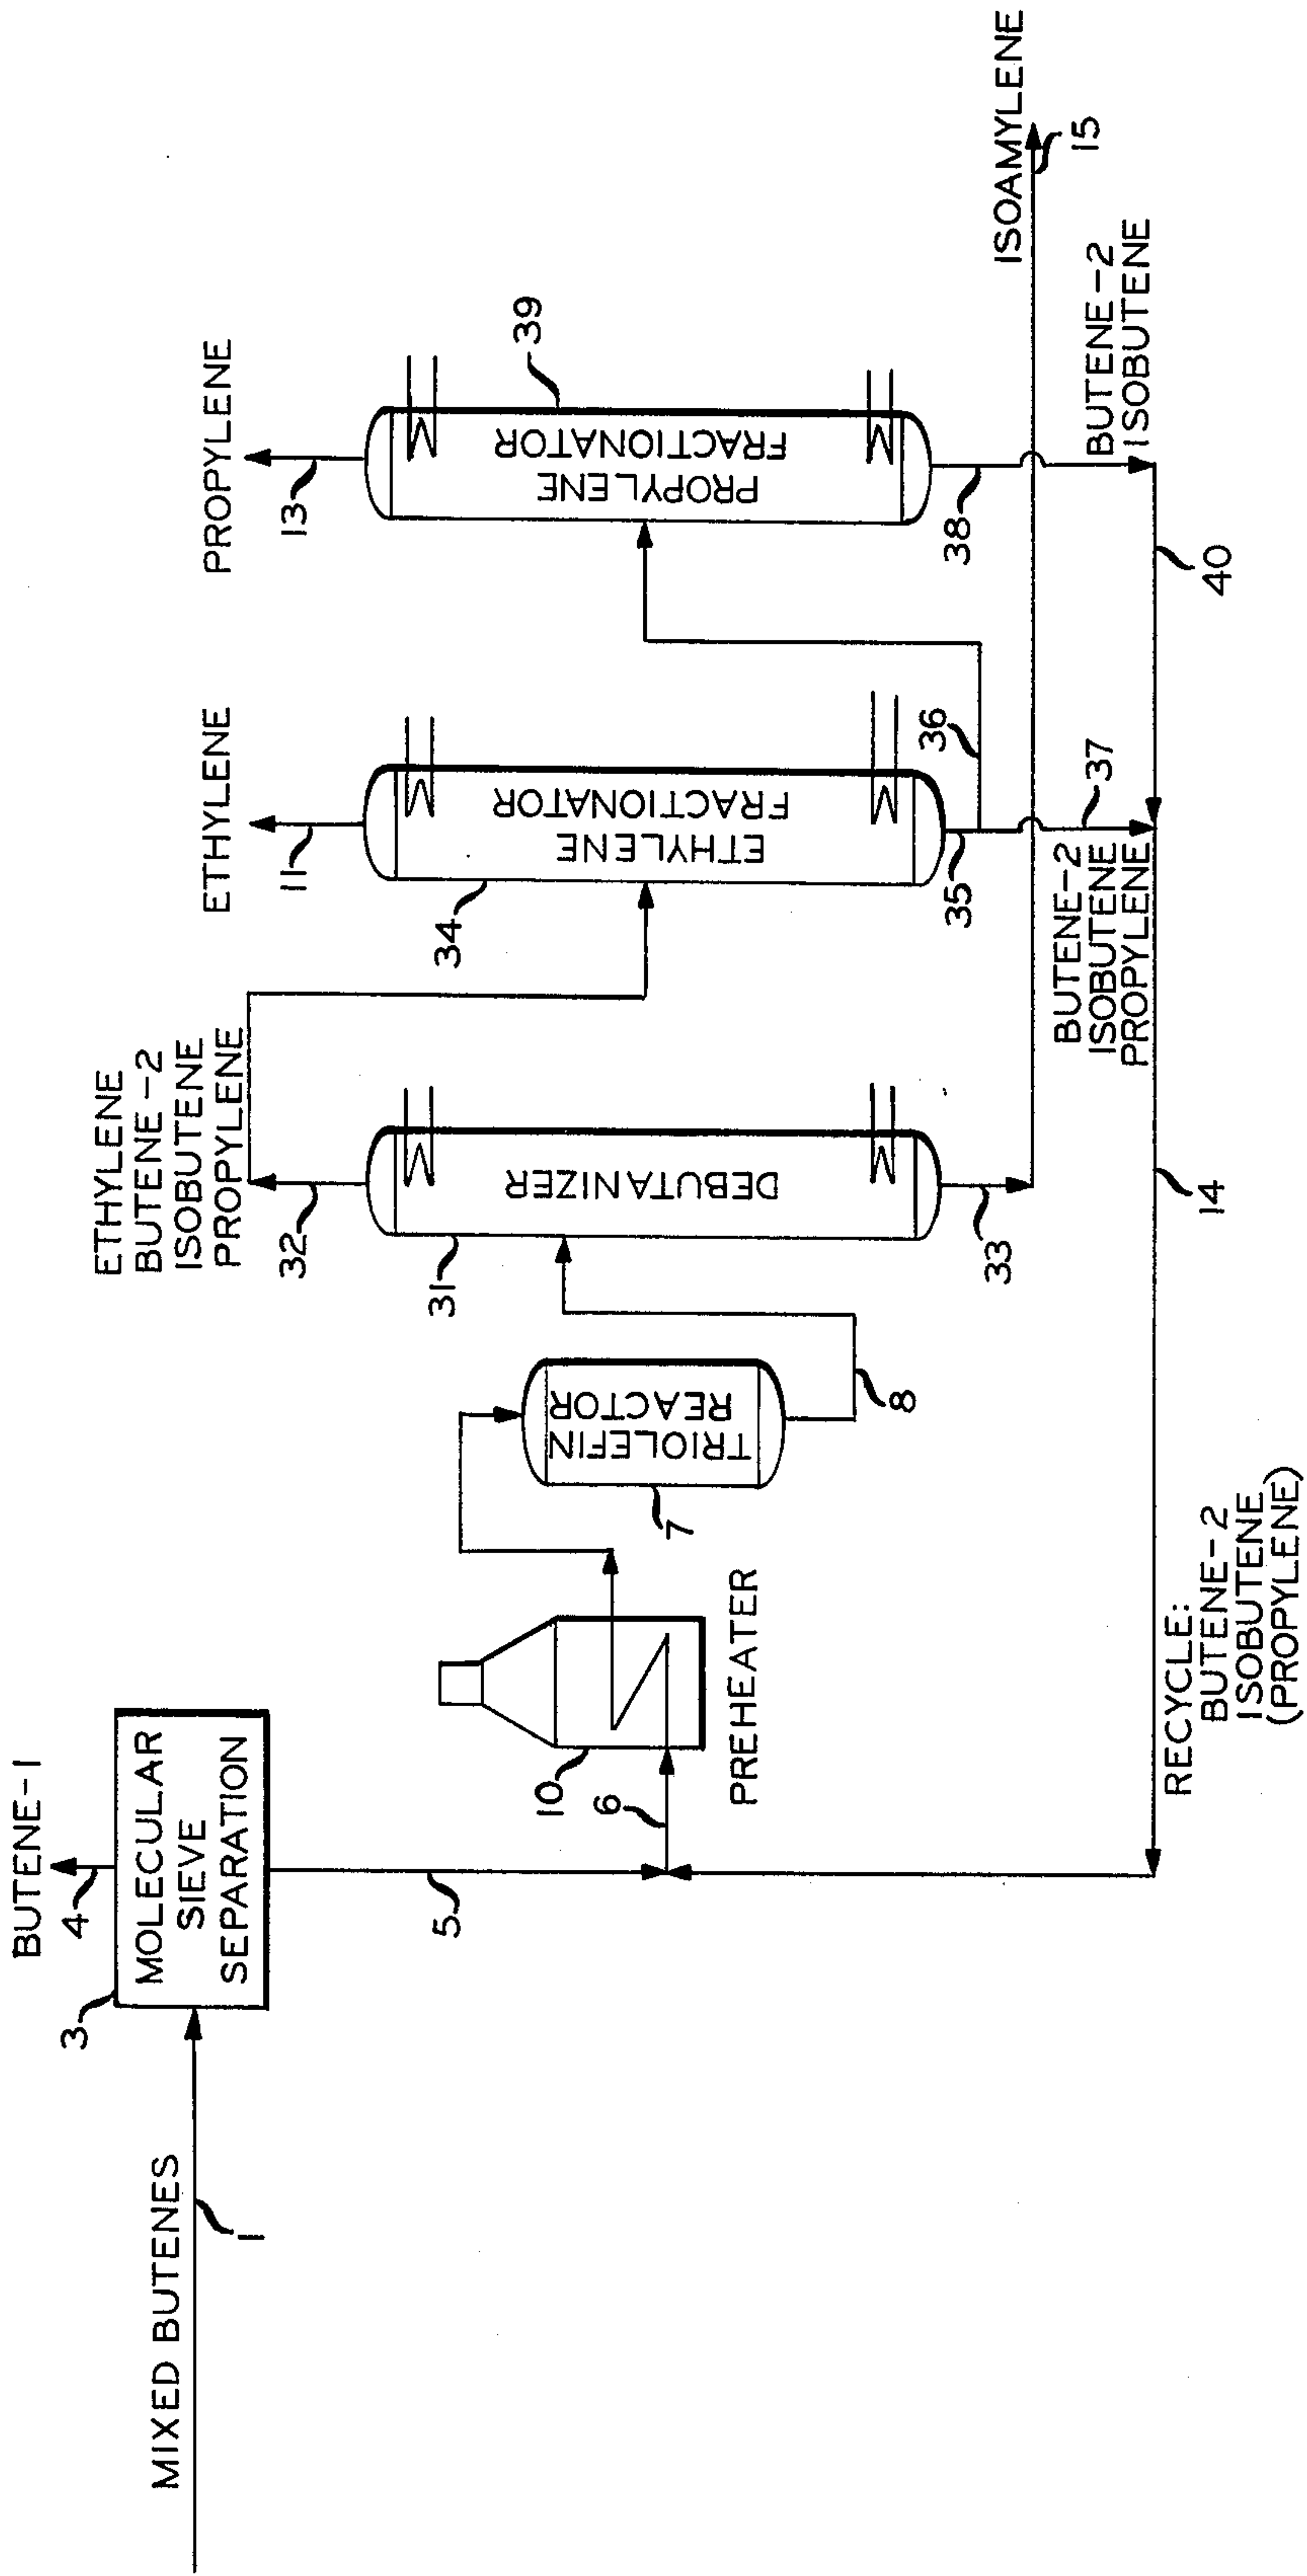 MIXED BUTENES
1
3
BUTENE-1
4
MOLECULAR
SIEVE
SEPARATION
5
6
10
PREHEATER
7
TRIOLEFIN
REACTOR
8
ETHYLENE
BUTENE-2
ISOBUTENE
PROPYLENE
32
31
DEBUTANIZER
33
ETHYLENE
11
34
ETHYLENE
FRACTIONATOR
35
36
37
BUTENE-2
ISOBUTENE
PROPYLENE
PROPYLENE
13
39
PROPYLENE
FRACTIONATOR
38
BUTENE-2
ISOBUTENE
40
ISOAMYLENE
15
14
RECYCLE:
BUTENE-2
ISOBUTENE
(PROPYLENE)